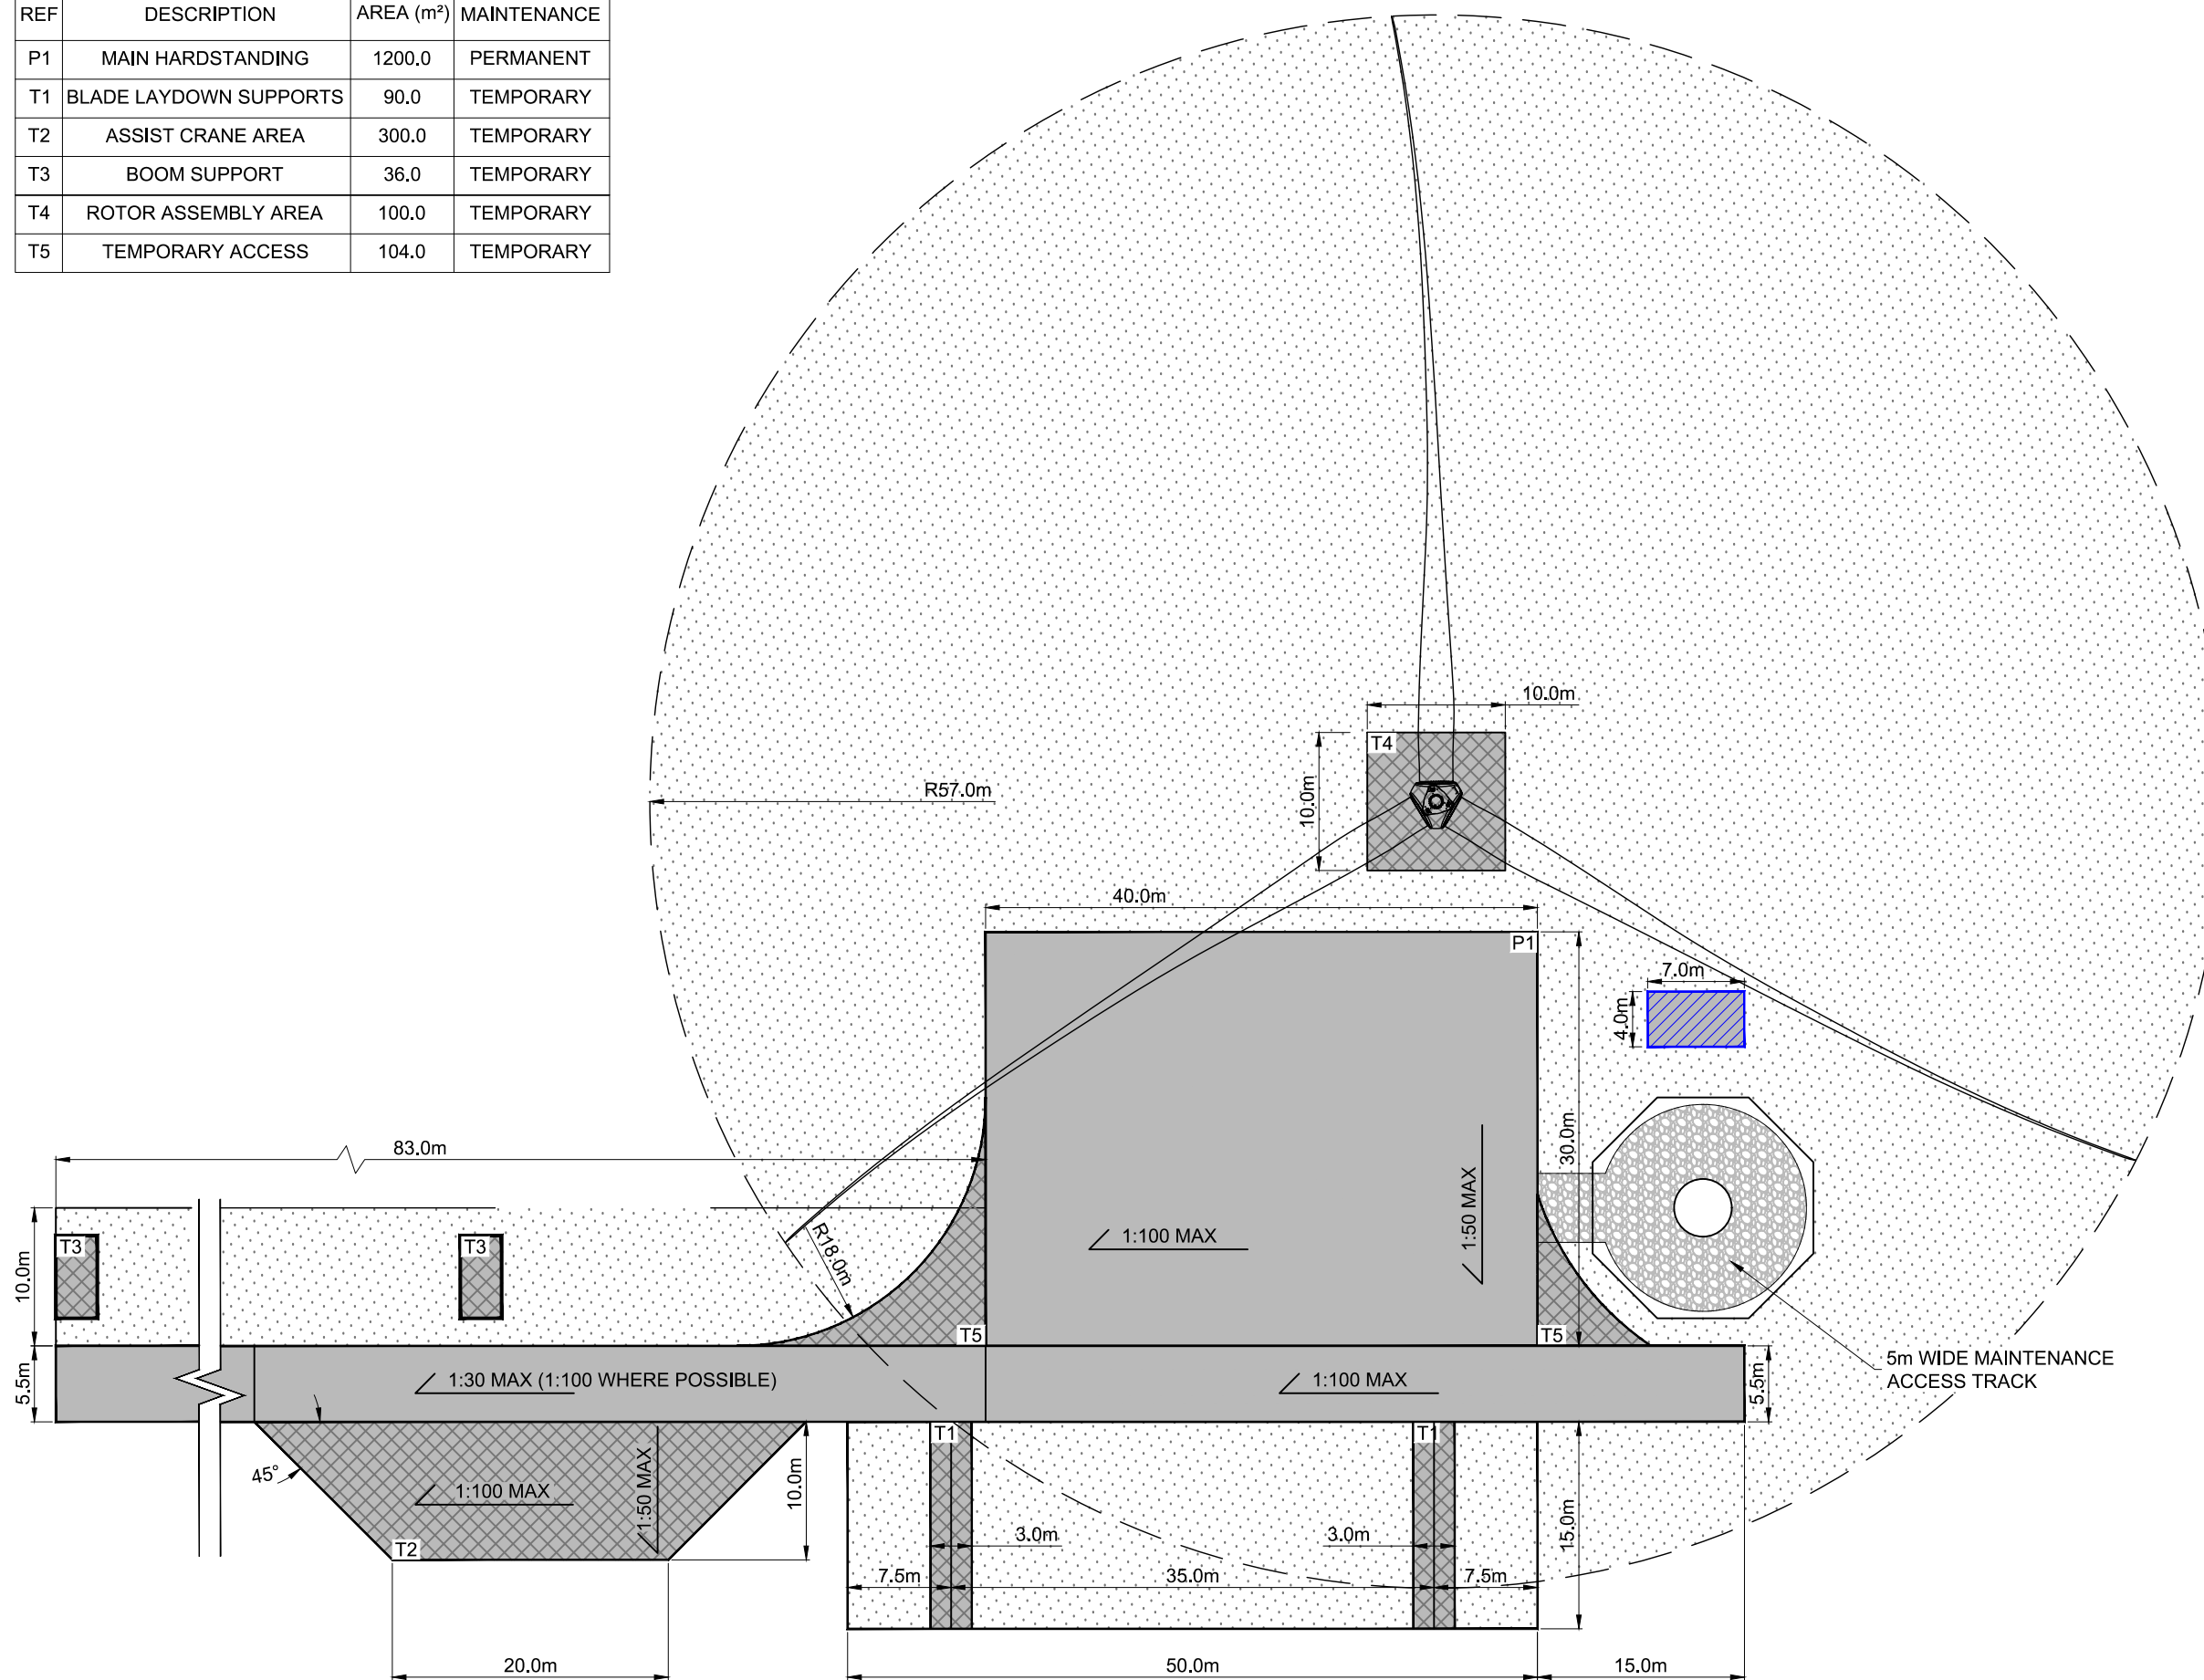 REF DESCRIPTION AREA (m²) MAINTENANCE
P1 MAIN HARDSTANDING 1200.0 PERMANENT
T1 BLADE LAYDOWN SUPPORTS 90.0 TEMPORARY
T2 ASSIST CRANE AREA 300.0 TEMPORARY
T3 BOOM SUPPORT 36.0 TEMPORARY
T4 ROTOR ASSEMBLY AREA 100.0 TEMPORARY
T5 TEMPORARY ACCESS 104.0 TEMPORARY
10.0m
T4
R57.0m
10.0m
40.0m
P1
7.0m
4.0m
30.0m
83.0m
R18.0m
1:100 MAX
1:50 MAX
T3
T3
10.0m
T5
T5
5m WIDE MAINTENANCE
ACCESS TRACK
5.5m
1:30 MAX (1:100 WHERE POSSIBLE)
1:100 MAX
5.5m
T1
T1
45°
1:100 MAX
1:50 MAX
10.0m
15.0m
3.0m
3.0m
T2
7.5m
35.0m
7.5m
20.0m
50.0m
15.0m